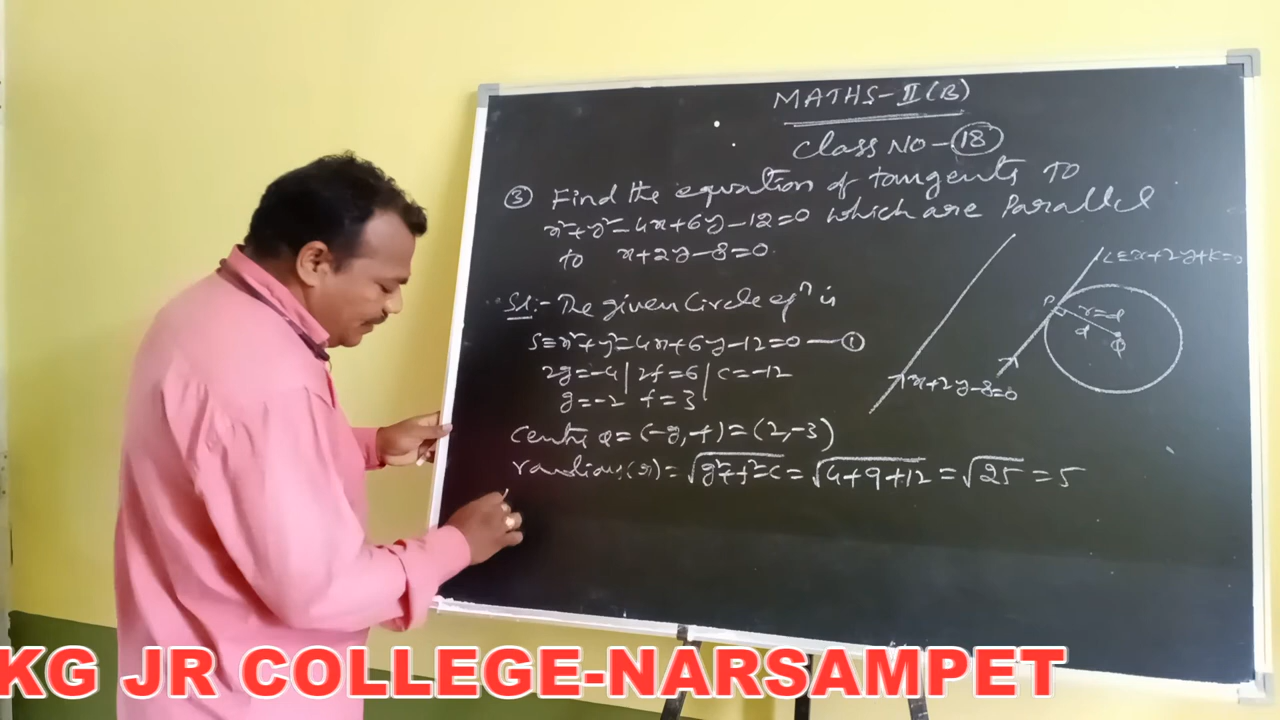 MATHS-II(B)
Class NO-18
③ Find the equation of tangents to
x²+y²-4x+6y-12=0 which are Parallel
to x+2y-8=0
Sol:- The given Circle eqⁿ is
S≡x²+y²-4x+6y-12=0 — ①
2g=-4 | 2f=6 | c=-12
g=-2 | f=3 |
Centre Q=(-g,-f)=(2,-3)
(r)=√g²+f²-c=√4+9+12=√25=5
L≡x+2y+k=0
P
r=d
d
Q
x+2y-8=0
KG JR COLLEGE-NARSAMPET